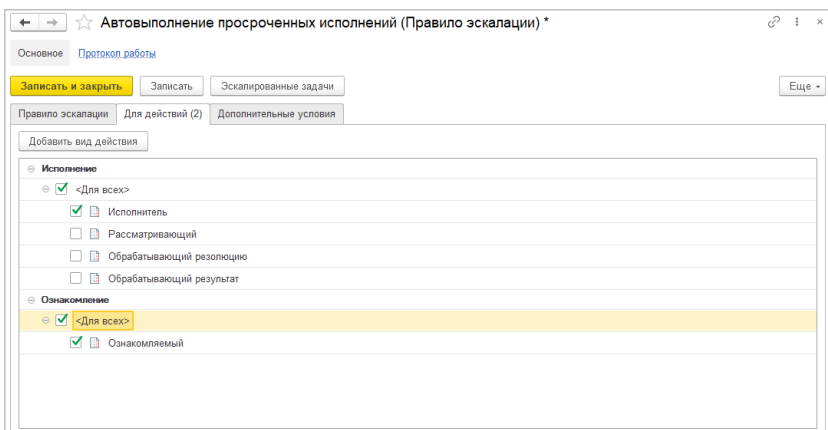 Автовыполнение просроченных исполнений (Правило эскалации) *
Основное Протокол работы
Записать и закрыть Записать Эскалированные задачи Еще
Правило эскалации Для действий (2) Дополнительные условия
Добавить вид действия
Исполнение
<Для всех>
Исполнитель
Рассматривающий
Обрабатывающий резолюцию
Обрабатывающий результат
Ознакомление
<Для всех>
Ознакомляемый